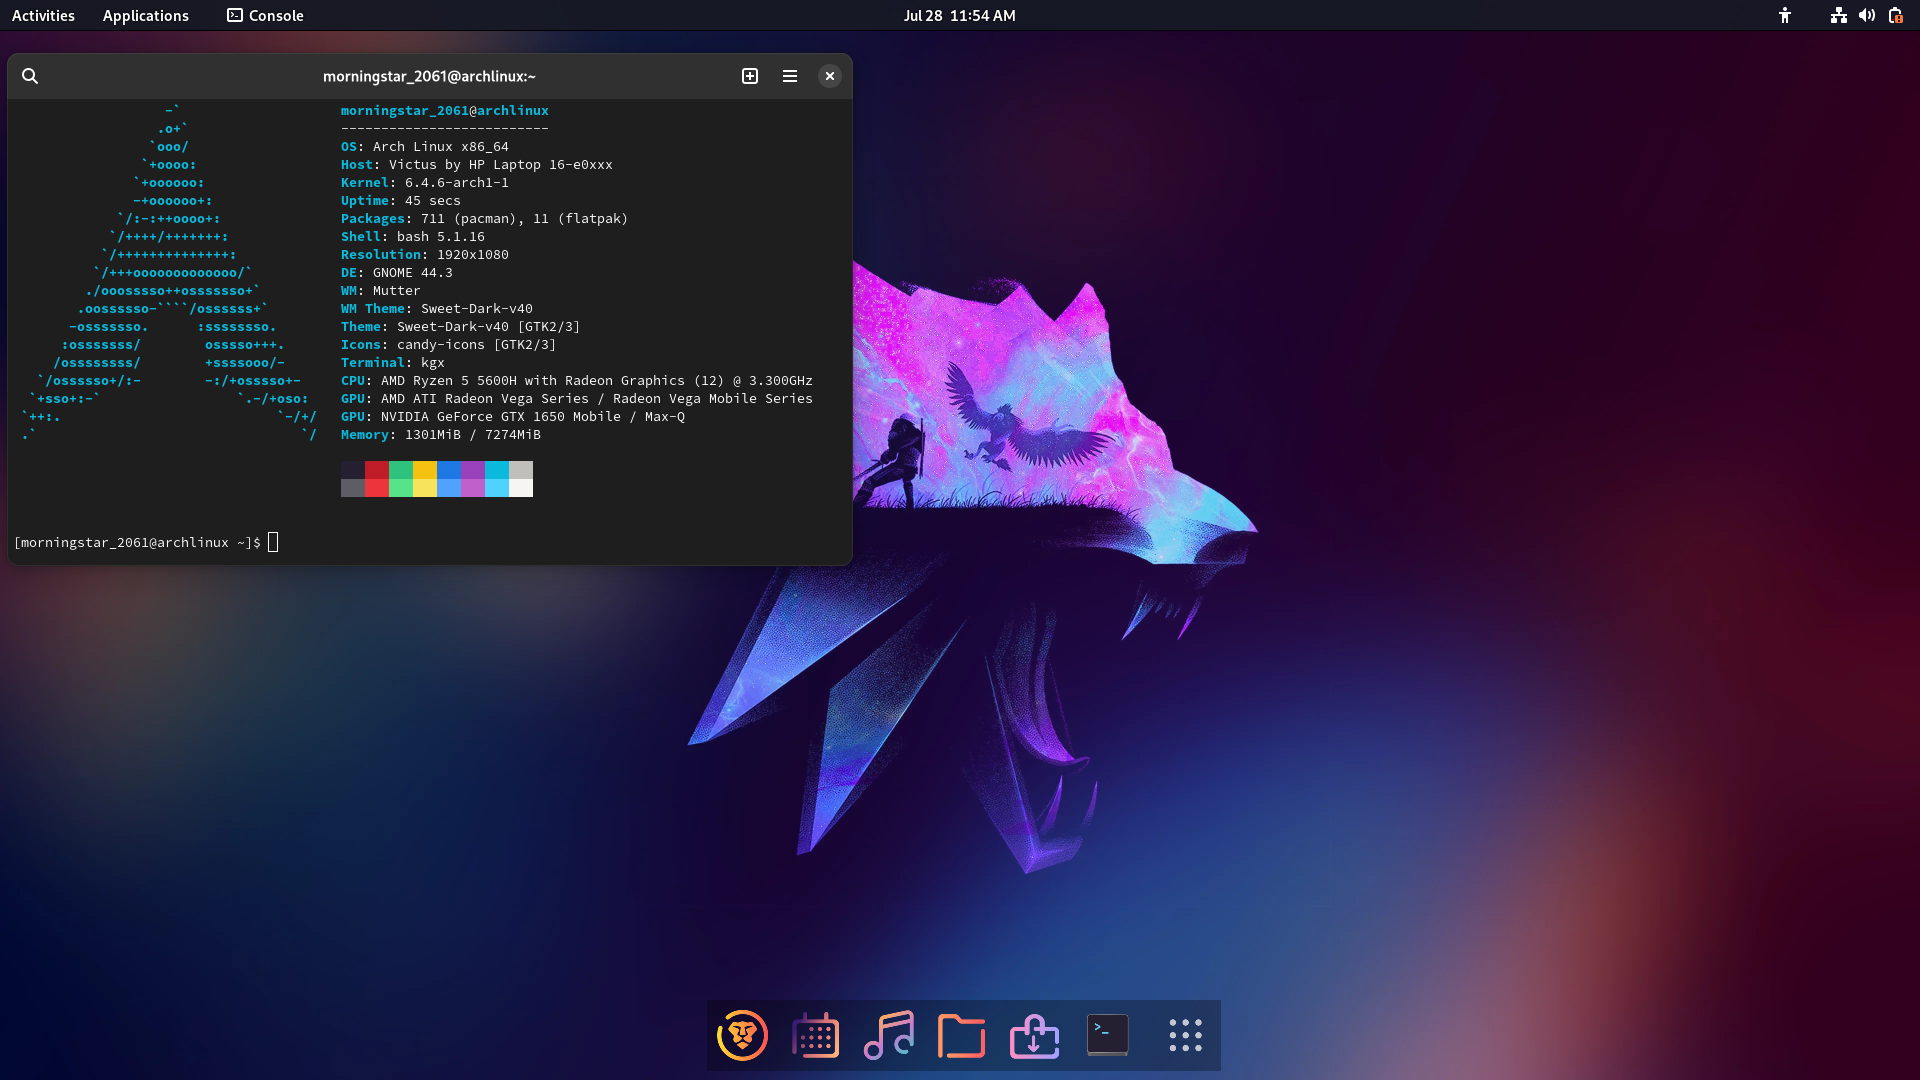 Activities Applications Console Jul 28 11:54 AM
morningstar_2061@archlinux:~
-`
.o+`
`ooo/
`+oooo:
`+oooooo:
-+oooooo+:
`/:-:++oooo+:
`/++++/+++++++:
`/++++++++++++++:
`/+++ooooooooooooo/`
./ooosssso++osssssso+`
.oossssso-````/ossssss+`
-osssssso.      :ssssssso.
:osssssss/        osssso+++.
/ossssssss/        +ssssooo/-
`/ossssso+/:-        -:/+osssso+-
`+sso+:-`                 `.-/+oso:
`++:.                           `-/+/
.`                                 `/
morningstar_2061@archlinux
--------------------------
OS: Arch Linux x86_64
Host: Victus by HP Laptop 16-e0xxx
Kernel: 6.4.6-arch1-1
Uptime: 45 secs
Packages: 711 (pacman), 11 (flatpak)
Shell: bash 5.1.16
Resolution: 1920x1080
DE: GNOME 44.3
WM: Mutter
WM Theme: Sweet-Dark-v40
Theme: Sweet-Dark-v40 [GTK2/3]
Icons: candy-icons [GTK2/3]
Terminal: kgx
CPU: AMD Ryzen 5 5600H with Radeon Graphics (12) @ 3.300GHz
GPU: AMD ATI Radeon Vega Series / Radeon Vega Mobile Series
GPU: NVIDIA GeForce GTX 1650 Mobile / Max-Q
Memory: 1301MiB / 7274MiB
[morningstar_2061@archlinux ~]$
>_